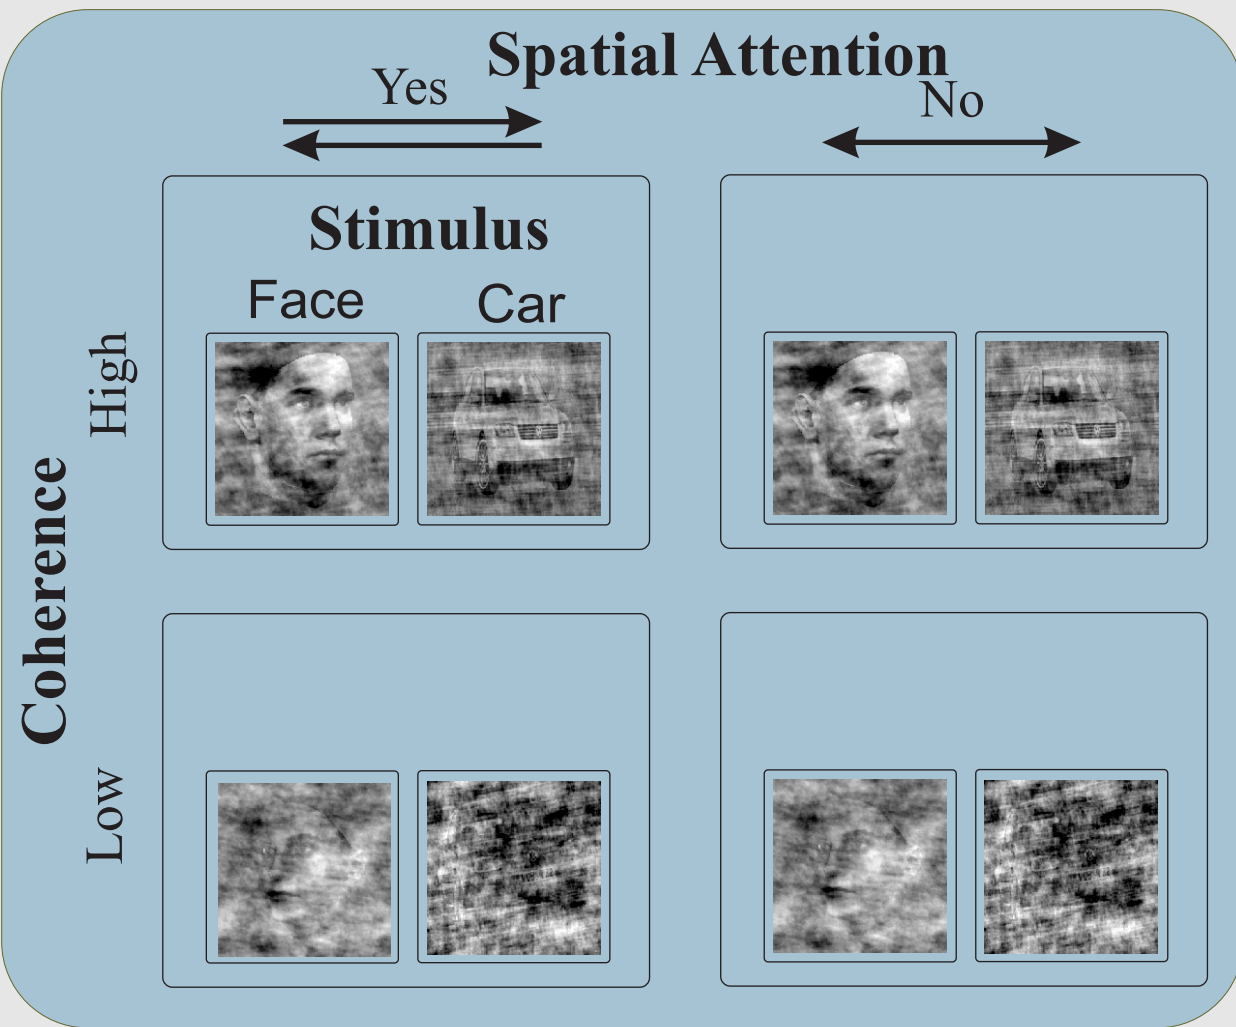 Spatial Attention
Yes
No
Stimulus
Face
Car
High
Coherence
Low